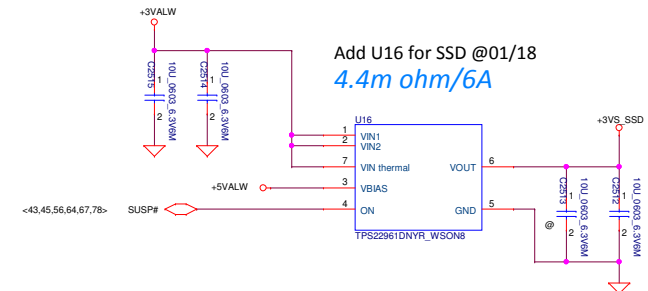 +3VALW
Add U16 for SSD @01/18
4.4m ohm/6A
C2515
1
2
10U_0603_6.3V6M
C2514
1
2
10U_0603_6.3V6M
U16
1 VIN1
2 VIN2
7 VIN thermal
VOUT 6
+5VALW
3 VBIAS
<43,45,56,64,67,78> SUSP#
4 ON
GND 5
TPS22961DNYR_WSON8
+3VS_SSD
C2513
1
2
@
10U_0603_6.3V6M
C2512
1
2
10U_0603_6.3V6M